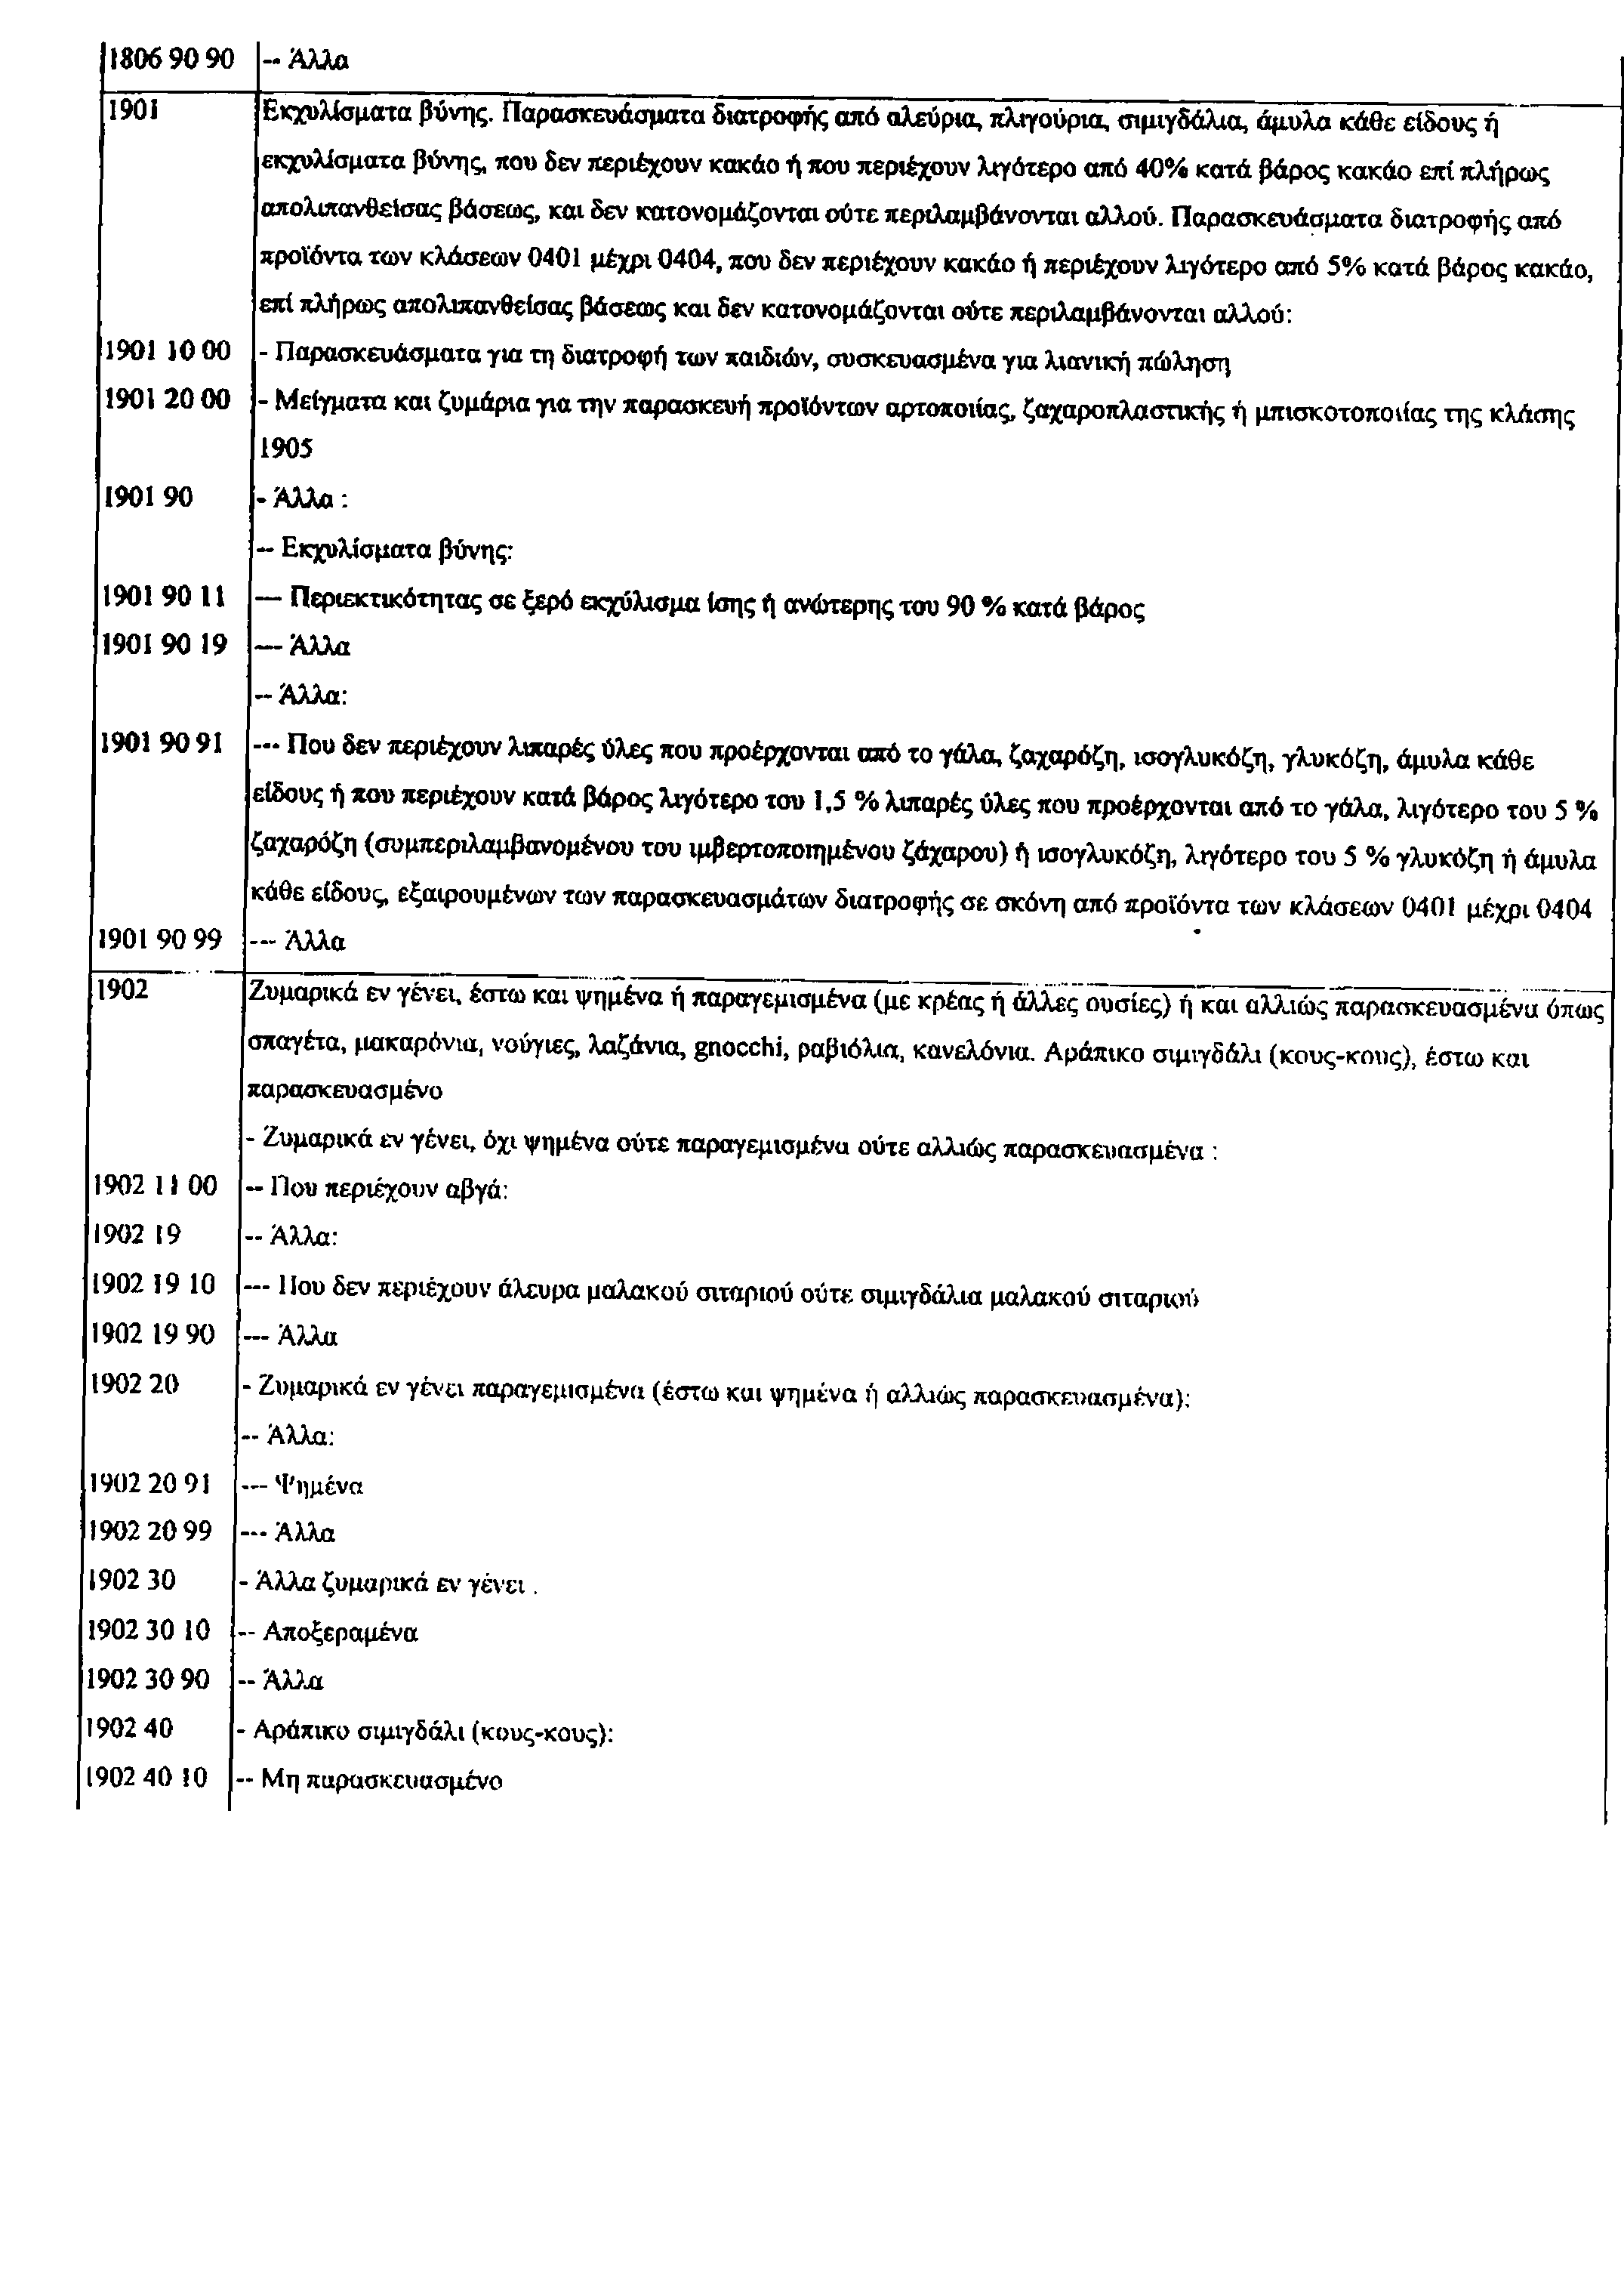 1806 90 90 -- Άλλα
1901 Εκχυλίσματα βύνης. Παρασκευάσματα διατροφής από αλεύρια, πλιγούρια, σιμιγδάλια, άμυλα κάθε είδους ή
εκχυλίσματα βύνης, που δεν περιέχουν κακάο ή που περιέχουν λιγότερο από 40% κατά βάρος κακάο επί πλήρως
απολιπανθείσας βάσεως, και δεν κατονομάζονται ούτε περιλαμβάνονται αλλού. Παρασκευάσματα διατροφής από
προϊόντα των κλάσεων 0401 μέχρι 0404, που δεν περιέχουν κακάο ή περιέχουν λιγότερο από 5% κατά βάρος κακάο,
επί πλήρως απολιπανθείσας βάσεως και δεν κατονομάζονται ούτε περιλαμβάνονται αλλού:
1901 10 00 - Παρασκευάσματα για τη διατροφή των παιδιών, συσκευασμένα για λιανική πώληση
1901 20 00 - Μείγματα και ζυμάρια για την παρασκευή προϊόντων αρτοποιίας, ζαχαροπλαστικής ή μπισκοτοποιίας της κλάσης
1905
1901 90 - Άλλα :
-- Εκχυλίσματα βύνης:
1901 90 11 --- Περιεκτικότητας σε ξερό εκχύλισμα ίσης ή ανώτερης του 90 % κατά βάρος
1901 90 19 --- Άλλα
-- Άλλα:
1901 90 91 --- Που δεν περιέχουν λιπαρές ύλες που προέρχονται από το γάλα, ζαχαρόζη, ισογλυκόζη, γλυκόζη, άμυλα κάθε
είδους ή που περιέχουν κατά βάρος λιγότερο του 1,5 % λιπαρές ύλες που προέρχονται από το γάλα, λιγότερο του 5 %
ζαχαρόζη (συμπεριλαμβανομένου του ιμβερτοποιημένου ζάχαρου) ή ισογλυκόζη, λιγότερο του 5 % γλυκόζη ή άμυλα
κάθε είδους, εξαιρουμένων των παρασκευασμάτων διατροφής σε σκόνη από προϊόντα των κλάσεων 0401 μέχρι 0404
1901 90 99 --- Άλλα
1902 Ζυμαρικά εν γένει, έστω και ψημένα ή παραγεμισμένα (με κρέας ή άλλες ουσίες) ή και αλλιώς παρασκευασμένα όπως
σπαγέτα, μακαρόνια, νούγιες, λαζάνια, gnocchi, ραβιόλια, κανελόνια. Αράπικο σιμιγδάλι (κους-κους), έστω και
παρασκευασμένο
- Ζυμαρικά εν γένει, όχι ψημένα ούτε παραγεμισμένα ούτε αλλιώς παρασκευασμένα :
1902 11 00 -- Που περιέχουν αβγά:
1902 19 -- Άλλα:
1902 19 10 --- Που δεν περιέχουν άλευρα μαλακού σιταριού ούτε σιμιγδάλια μαλακού σιταριού
1902 19 90 --- Άλλα
1902 20 - Ζυμαρικά εν γένει παραγεμισμένα (έστω και ψημένα ή αλλιώς παρασκευασμένα):
-- Άλλα:
1902 20 91 --- Ψημένα
1902 20 99 --- Άλλα
1902 30 - Άλλα ζυμαρικά εν γένει .
1902 30 10 -- Αποξεραμένα
1902 30 90 -- Άλλα
1902 40 - Αράπικο σιμιγδάλι (κους-κους):
1902 40 10 -- Μη παρασκευασμένο